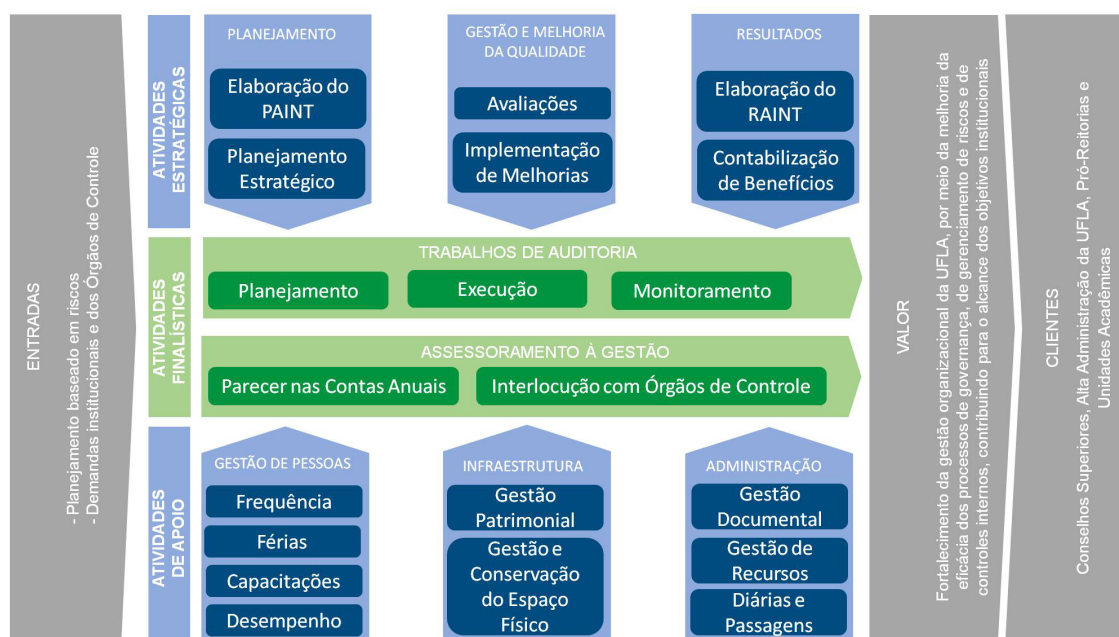 ENTRADAS
- Planejamento baseado em riscos
- Demandas institucionais e dos Órgãos de Controle
ATIVIDADES
ESTRATÉGICAS
PLANEJAMENTO
Elaboração do
PAINT
Planejamento
Estratégico
GESTÃO E MELHORIA
DA QUALIDADE
Avaliações
Implementação
de Melhorias
RESULTADOS
Elaboração do
RAINT
Contabilização
de Benefícios
ATIVIDADES
FINALÍSTICAS
TRABALHOS DE AUDITORIA
Planejamento
Execução
Monitoramento
ASSESSORAMENTO À GESTÃO
Parecer nas Contas Anuais
Interlocução com Órgãos de Controle
ATIVIDADES
DE APOIO
GESTÃO DE PESSOAS
Frequência
Férias
Capacitações
Desempenho
INFRAESTRUTURA
Gestão
Patrimonial
Gestão e
Conservação
do Espaço
Físico
ADMINISTRAÇÃO
Gestão
Documental
Gestão de
Recursos
Diárias e
Passagens
VALOR
Fortalecimento da gestão organizacional da UFLA, por meio da melhoria da
eficácia dos processos de governança, de gerenciamento de riscos e de
controles internos, contribuindo para o alcance dos objetivos institucionais
CLIENTES
Conselhos Superiores, Alta Administração da UFLA, Pró-Reitorias e
Unidades Acadêmicas